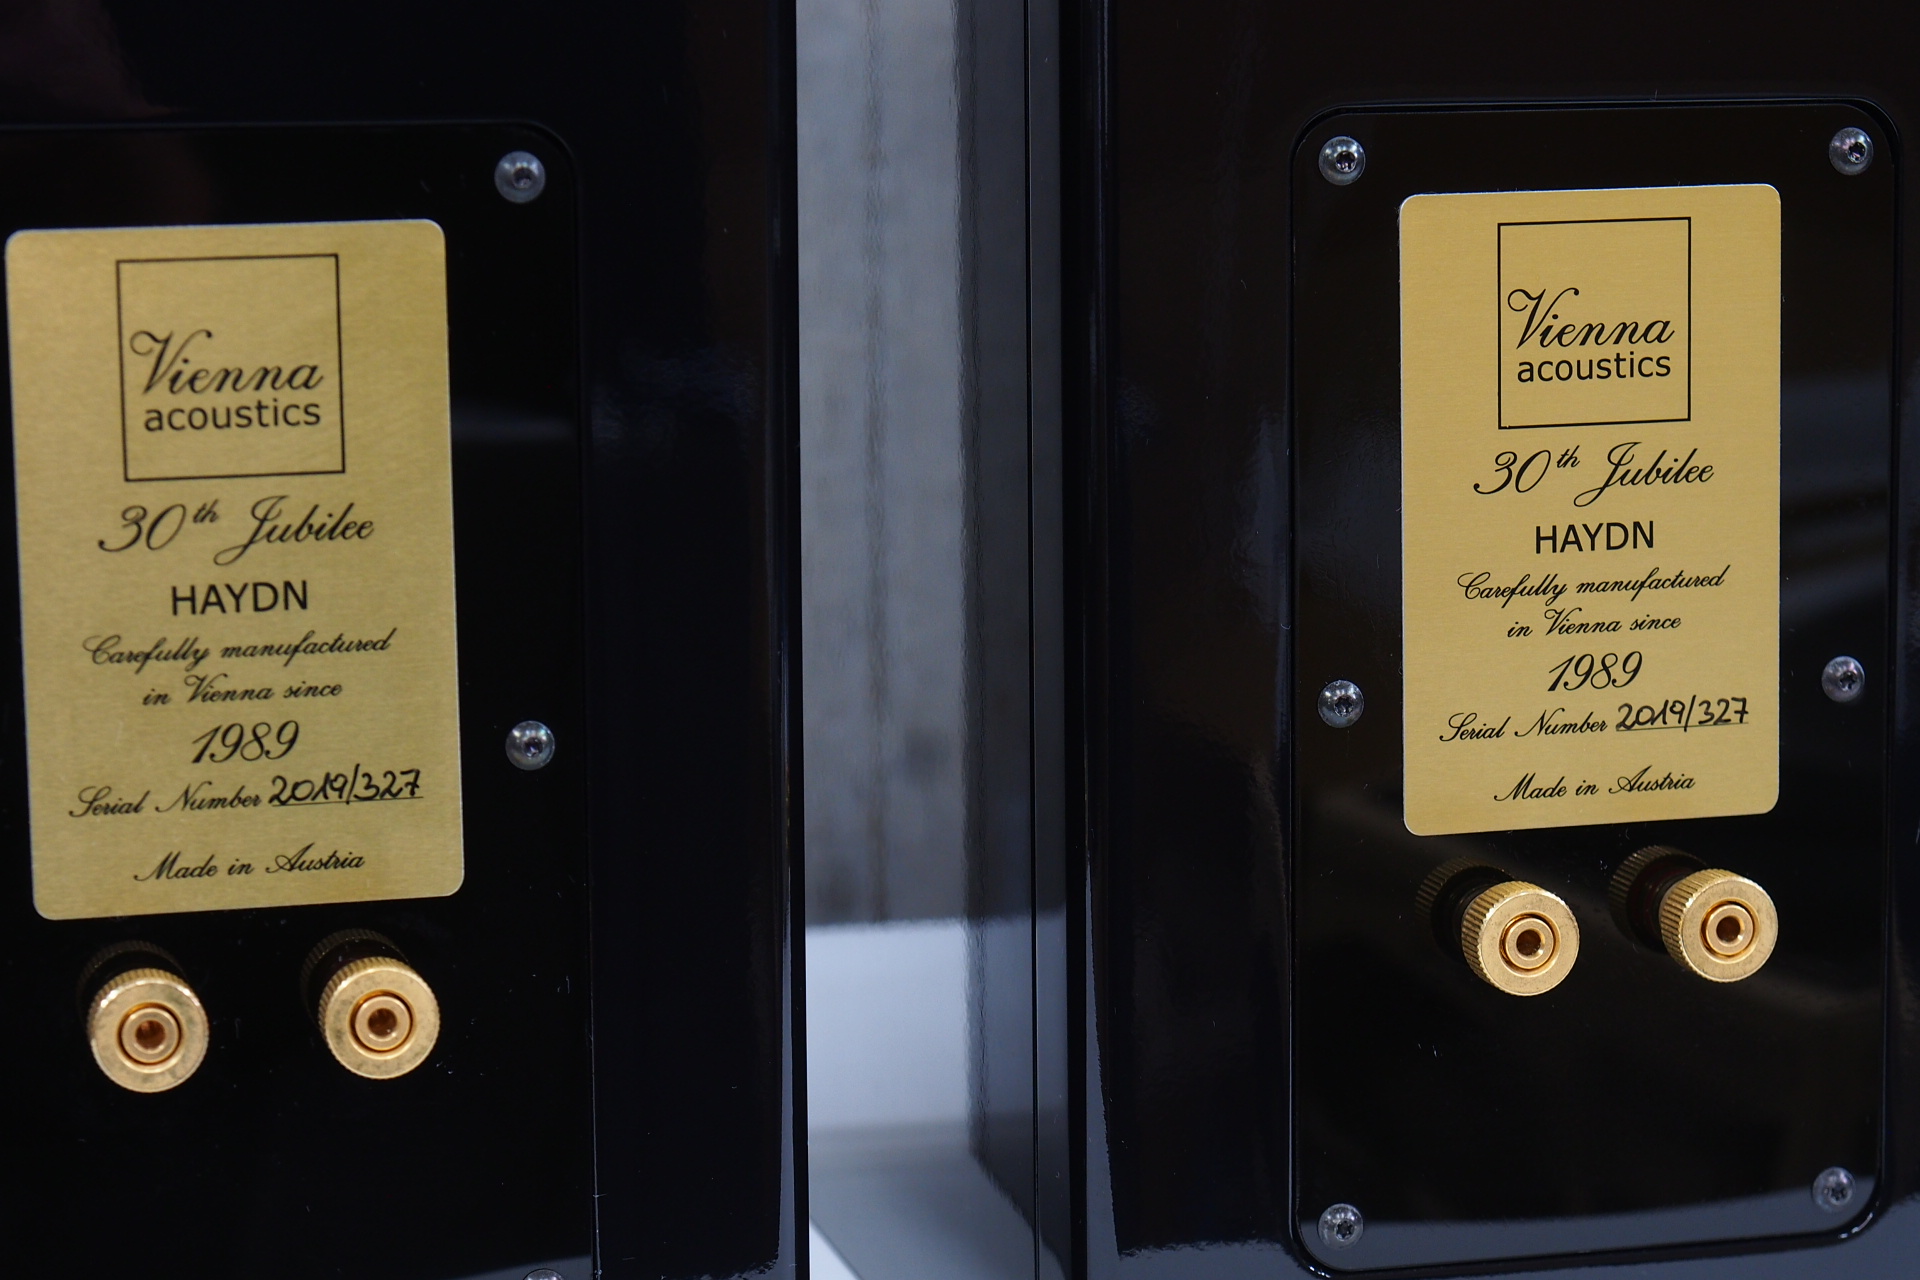 Vienna
acoustics
30th Jubilee
HAYDN
Carefully manufactured
in Vienna since
1989
Serial Number 2019/327
Made in Austria
Vienna
acoustics
30th Jubilee
HAYDN
Carefully manufactured
in Vienna since
1989
Serial Number 2019/327
Made in Austria